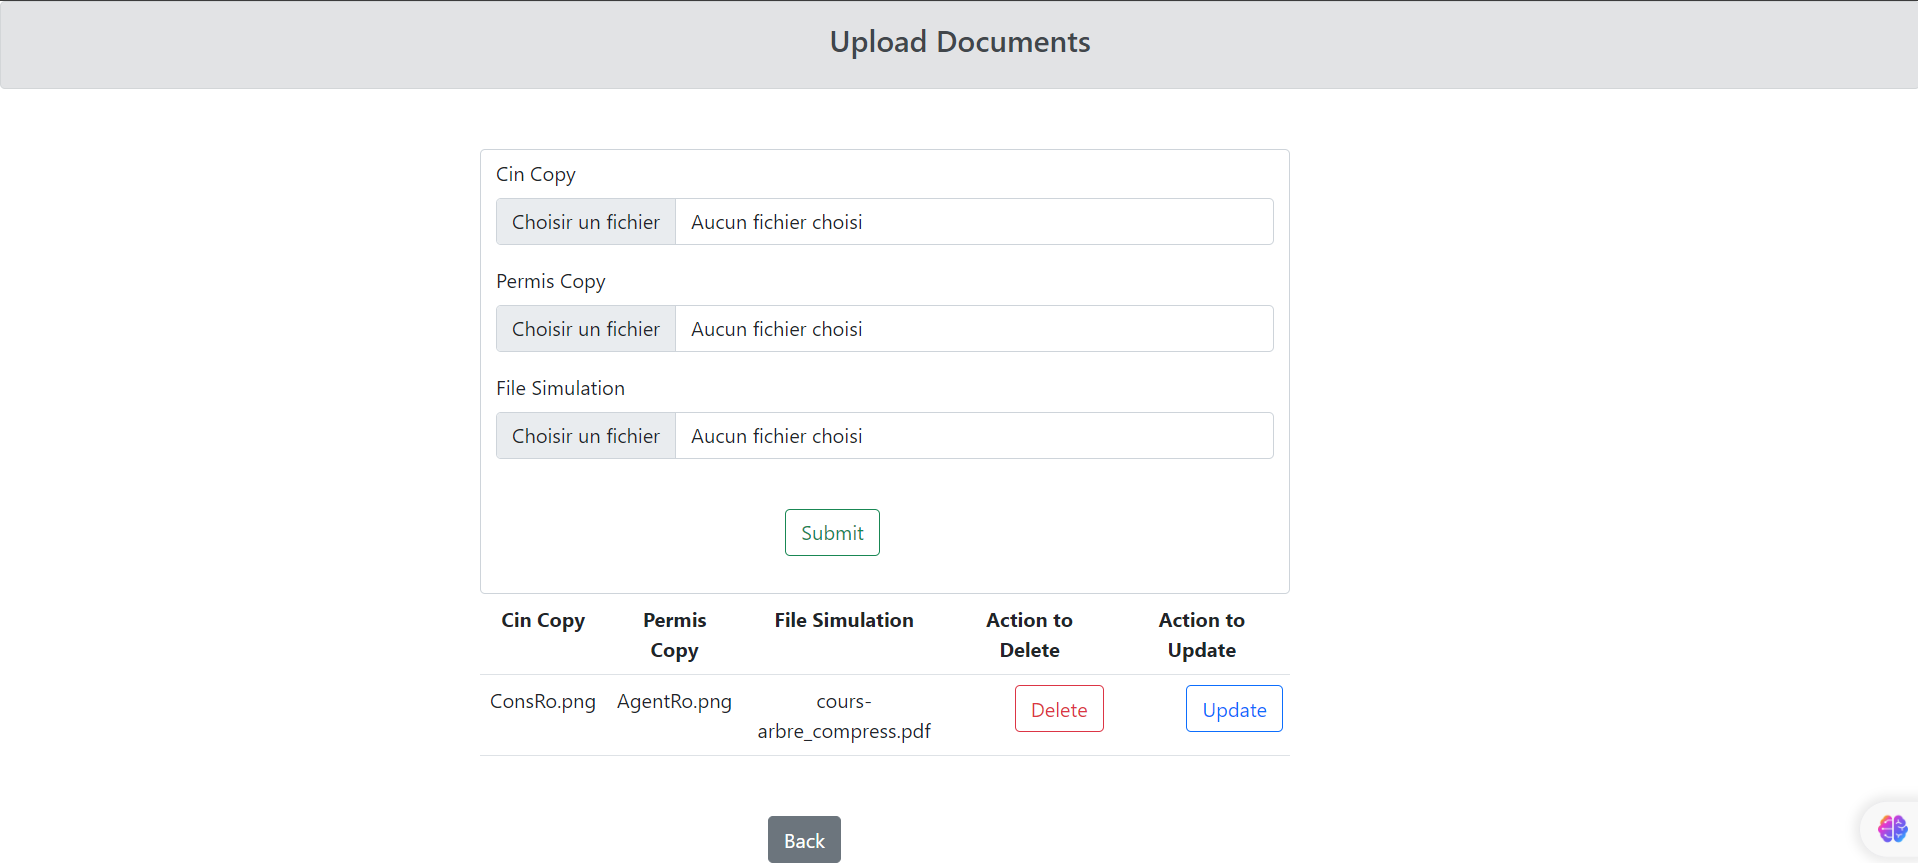 Upload Documents
Cin Copy
Choisir un fichier Aucun fichier choisi
Permis Copy
Choisir un fichier Aucun fichier choisi
File Simulation
Choisir un fichier Aucun fichier choisi
Submit
Cin Copy Permis Copy File Simulation Action to Delete Action to Update
ConsRo.png AgentRo.png cours-arbre_compress.pdf Delete Update
Back